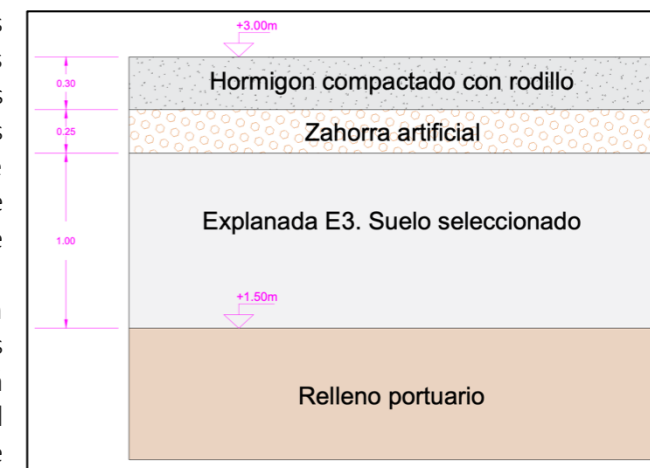 +3.00m
0.30
Hormigon compactado con rodillo
0.25
Zahorra artificial
1.00
Explanada E3. Suelo seleccionado
+1.50m
Relleno portuario